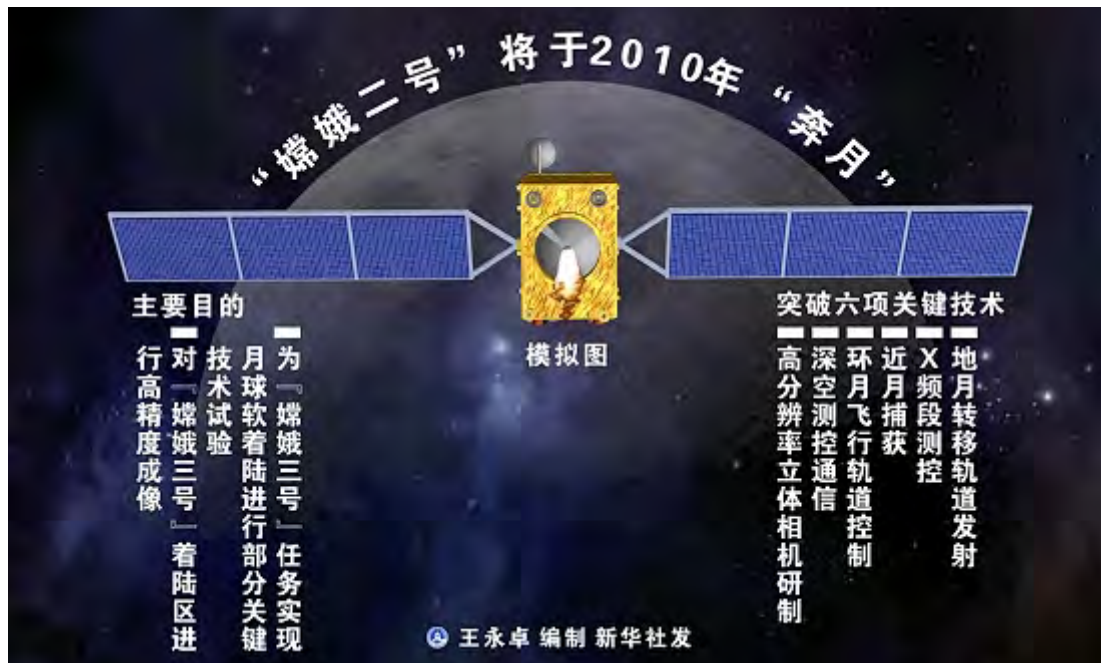 “嫦娥二号”将于2010年“奔月”
主要目的
为『嫦娥三号』任务实现
月球软着陆进行部分关键
技术试验
对『嫦娥三号』着陆区进
行高精度成像
模拟图
突破六项关键技术
地月转移轨道发射
X频段测控
近月捕获
环月飞行轨道控制
深空测控通信
高分辨率立体相机研制
王永卓 编制 新华社发